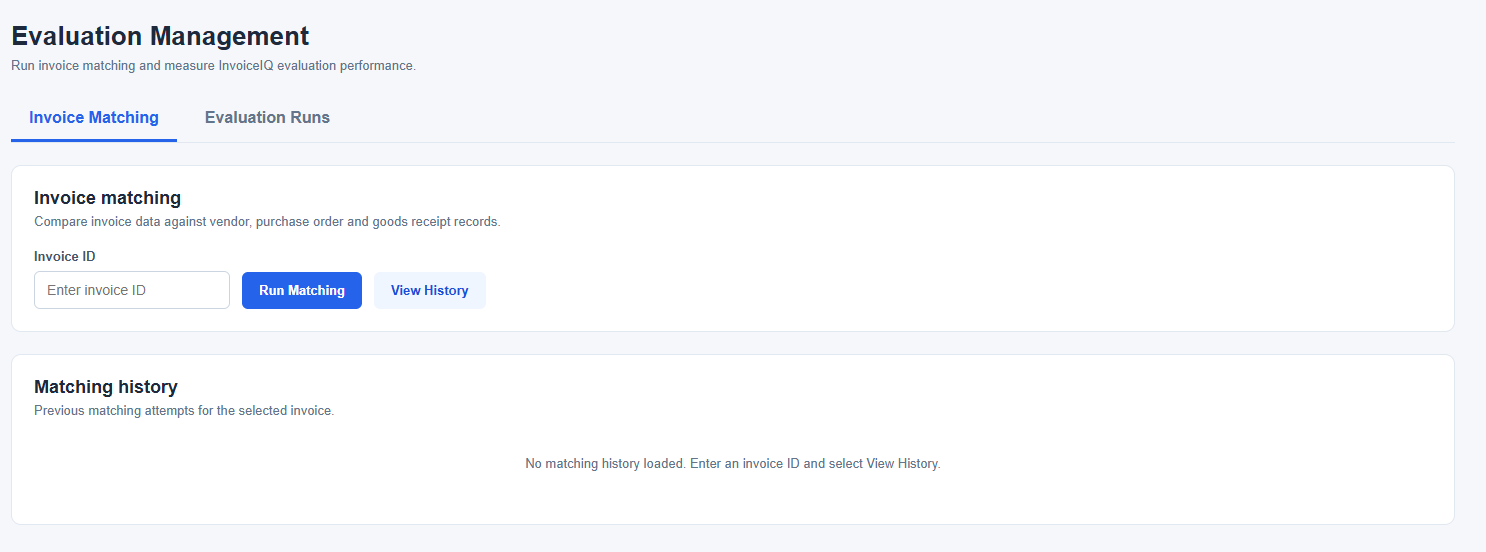 Evaluation Management
Run invoice matching and measure InvoiceIQ evaluation performance.
Invoice Matching
Evaluation Runs
Invoice matching
Compare invoice data against vendor, purchase order and goods receipt records.
Invoice ID
Enter invoice ID
Run Matching
View History
Matching history
Previous matching attempts for the selected invoice.
No matching history loaded. Enter an invoice ID and select View History.